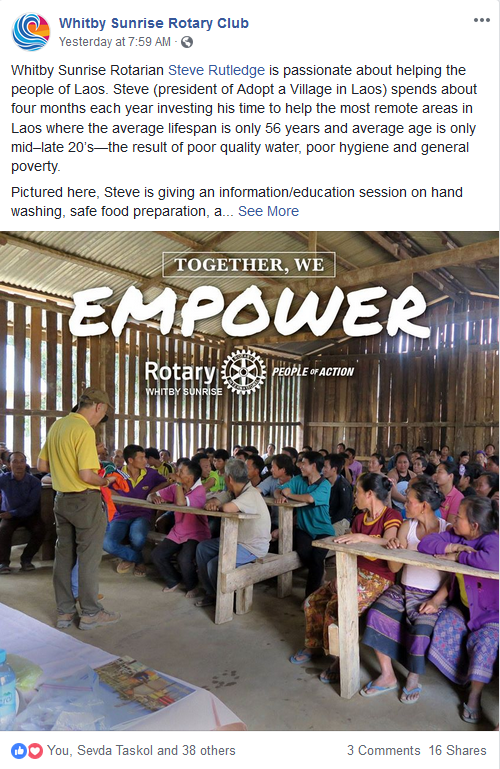 Whitby Sunrise Rotary Club
Yesterday at 7:59 AM ·
Whitby Sunrise Rotarian Steve Rutledge is passionate about helping the
people of Laos. Steve (president of Adopt a Village in Laos) spends about
four months each year investing his time to help the most remote areas in
Laos where the average lifespan is only 56 years and average age is only
mid–late 20's—the result of poor quality water, poor hygiene and general
poverty.
Pictured here, Steve is giving an information/education session on hand
washing, safe food preparation, a... See More
TOGETHER, WE
EMPOWER
Rotary PEOPLE OF ACTION
WHITBY SUNRISE
You, Sevda Taskol and 38 others 3 Comments 16 Shares